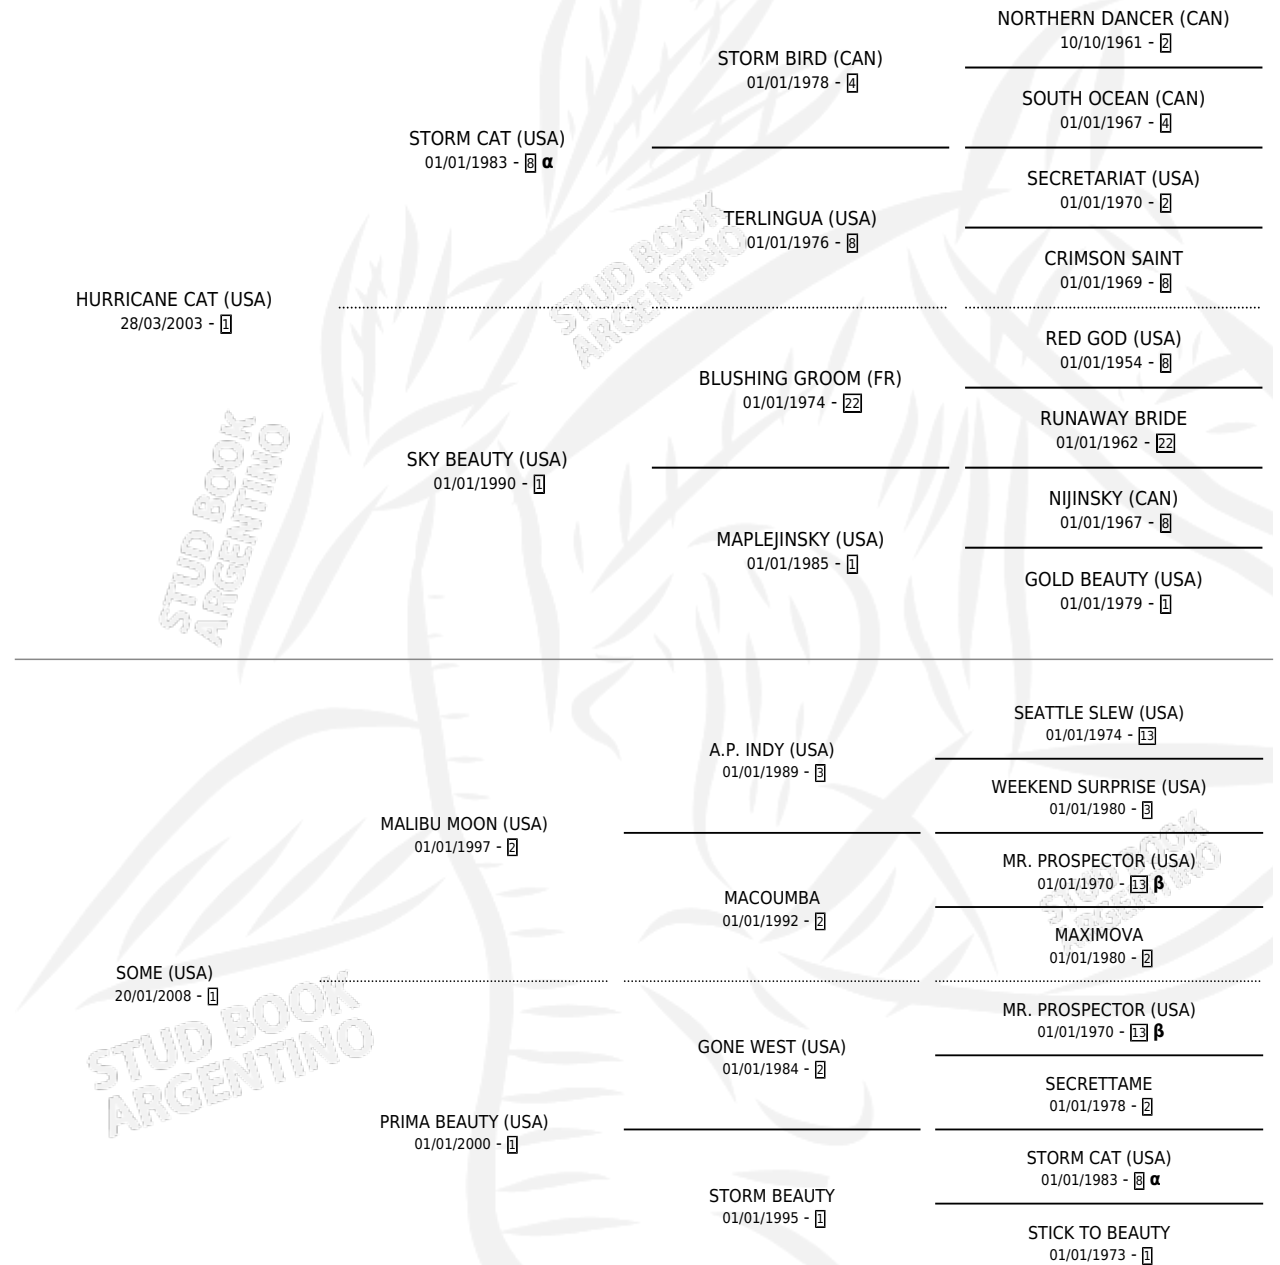 NORTHERN DANCER (CAN)
10/10/1961 - 2
STORM BIRD (CAN)
01/01/1978 - 4
SOUTH OCEAN (CAN)
01/01/1967 - 4
STORM CAT (USA)
01/01/1983 - 8 α
SECRETARIAT (USA)
01/01/1970 - 2
TERLINGUA (USA)
01/01/1976 - 8
CRIMSON SAINT
01/01/1969 - 8
HURRICANE CAT (USA)
28/03/2003 - 1
RED GOD (USA)
01/01/1954 - 8
BLUSHING GROOM (FR)
01/01/1974 - 22
RUNAWAY BRIDE
01/01/1962 - 22
SKY BEAUTY (USA)
01/01/1990 - 1
NIJINSKY (CAN)
01/01/1967 - 8
MAPLEJINSKY (USA)
01/01/1985 - 1
GOLD BEAUTY (USA)
01/01/1979 - 1
SEATTLE SLEW (USA)
01/01/1974 - 13
A.P. INDY (USA)
01/01/1989 - 3
WEEKEND SURPRISE (USA)
01/01/1980 - 3
MALIBU MOON (USA)
01/01/1997 - 2
MR. PROSPECTOR (USA)
01/01/1970 - 13 β
MACOUMBA
01/01/1992 - 2
MAXIMOVA
01/01/1980 - 2
SOME (USA)
20/01/2008 - 1
MR. PROSPECTOR (USA)
01/01/1970 - 13 β
GONE WEST (USA)
01/01/1984 - 2
SECRETTAME
01/01/1978 - 2
PRIMA BEAUTY (USA)
01/01/2000 - 1
STORM CAT (USA)
01/01/1983 - 8 α
STORM BEAUTY
01/01/1995 - 1
STICK TO BEAUTY
01/01/1973 - 1
STUD BOOK
ARGENTINO
STUD BOOK
ARGENTINO
STUD BOOK
ARGENTINO
STUD BOOK
ARGENTINO